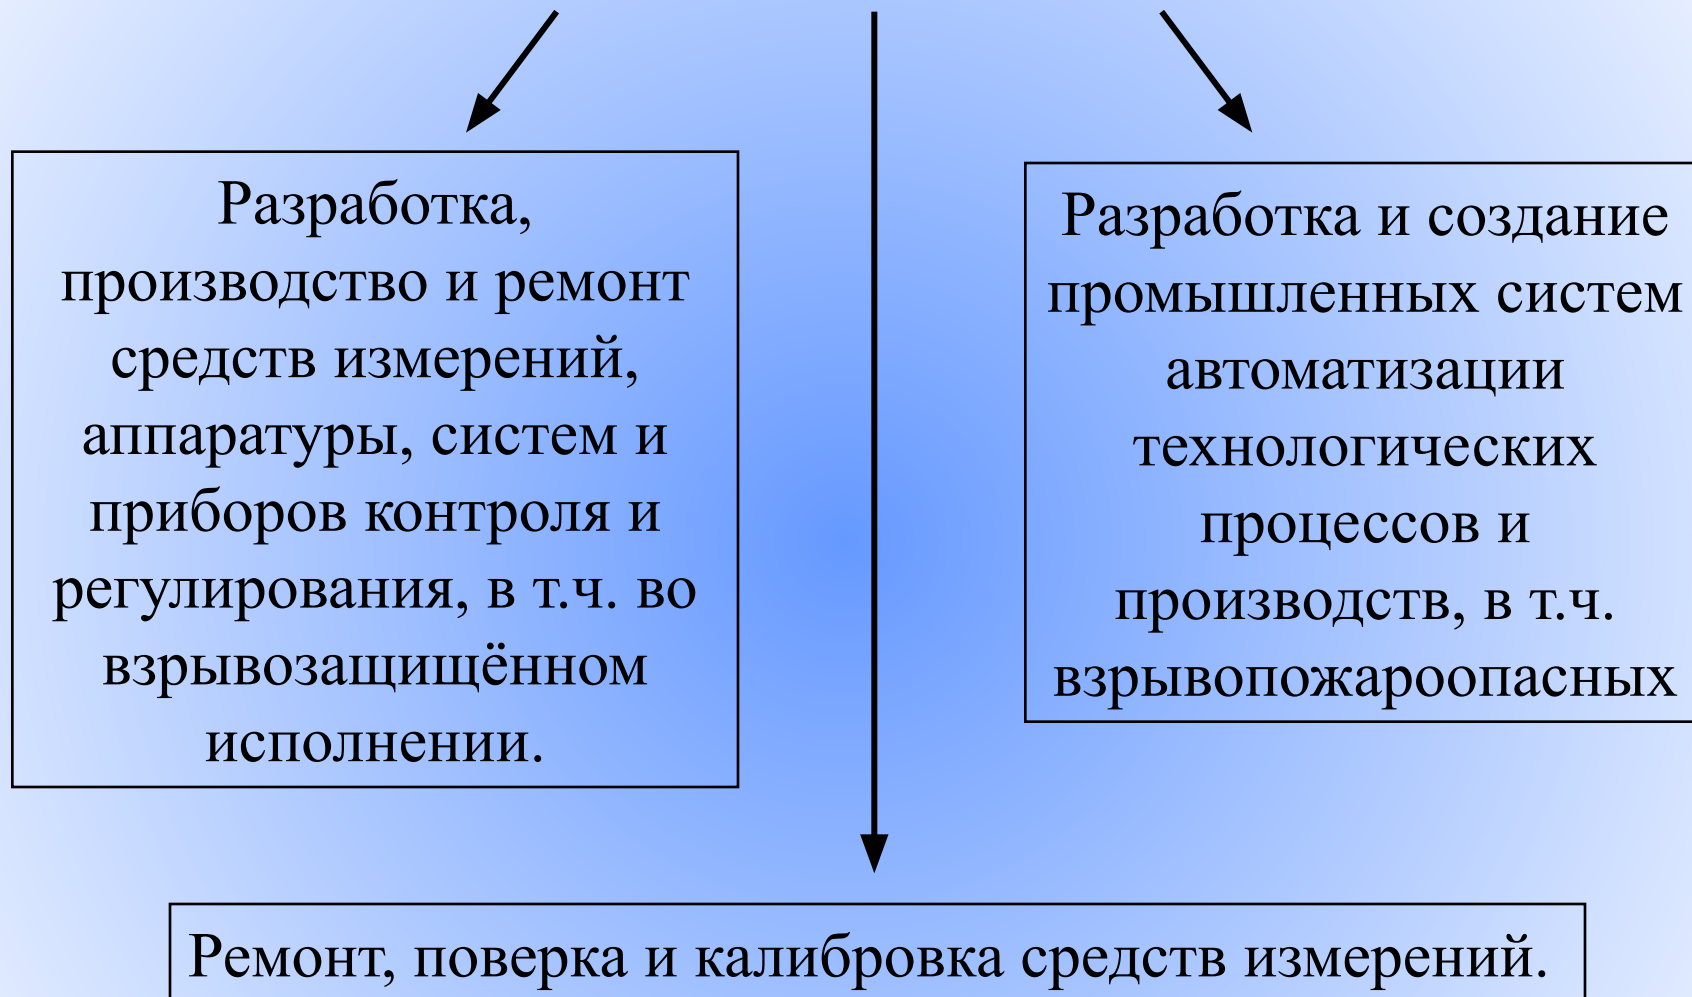 Разработка,
производство и ремонт
средств измерений,
аппаратуры, систем и
приборов контроля и
регулирования, в т.ч. во
взрывозащищённом
исполнении.
Разработка и создание
промышленных систем
автоматизации
технологических
процессов и
производств, в т.ч.
взрывопожароопасных
Ремонт, поверка и калибровка средств измерений.